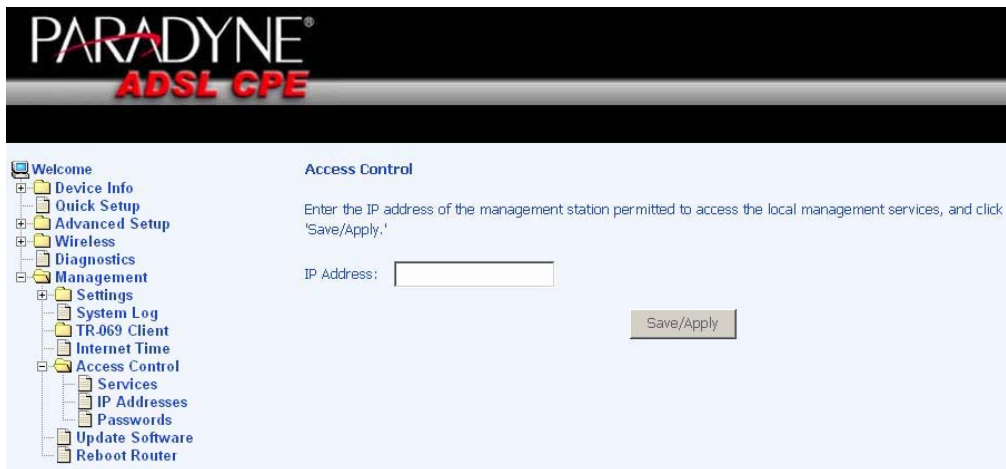 PARADYNE®
ADSL CPE
Welcome
Device Info
Quick Setup
Advanced Setup
Wireless
Diagnostics
Management
Settings
System Log
TR-069 Client
Internet Time
Access Control
Services
IP Addresses
Passwords
Update Software
Reboot Router
Access Control
Enter the IP address of the management station permitted to access the local management services, and click
'Save/Apply.'
IP Address:
Save/Apply